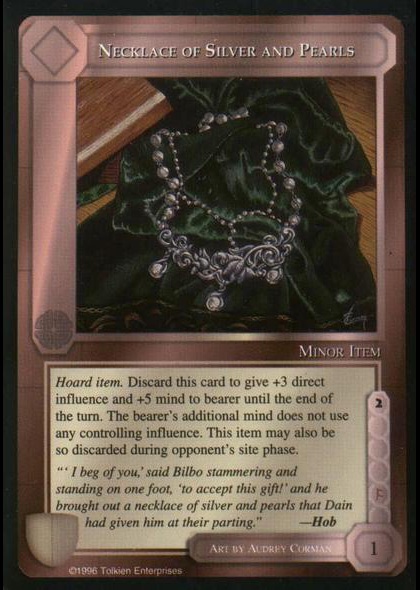 NECKLACE OF SILVER AND PEARLS
MINOR ITEM
Hoard item. Discard this card to give +3 direct
influence and +5 mind to bearer until the end of
the turn. The bearer's additional mind does not use
any controlling influence. This item may also be
so discarded during opponent's site phase.
2
"‘I beg of you,’ said Bilbo stammering and
standing on one foot, ‘to accept this gift!’ and he
brought out a necklace of silver and pearls that Dain
had given him at their parting." —Hob
ART BY AUDREY CORMAN
1
©1996 Tolkien Enterprises